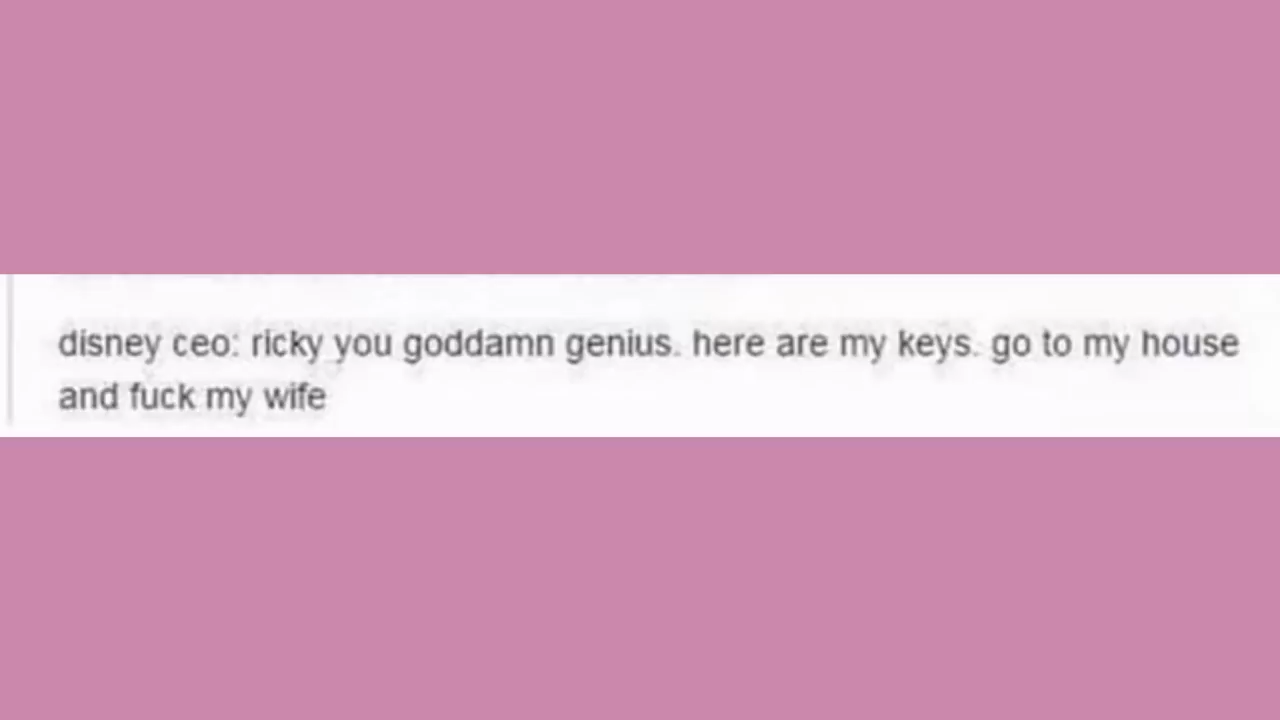 disney ceo: ricky you goddamn genius. here are my keys. go to my house
and fuck my wife